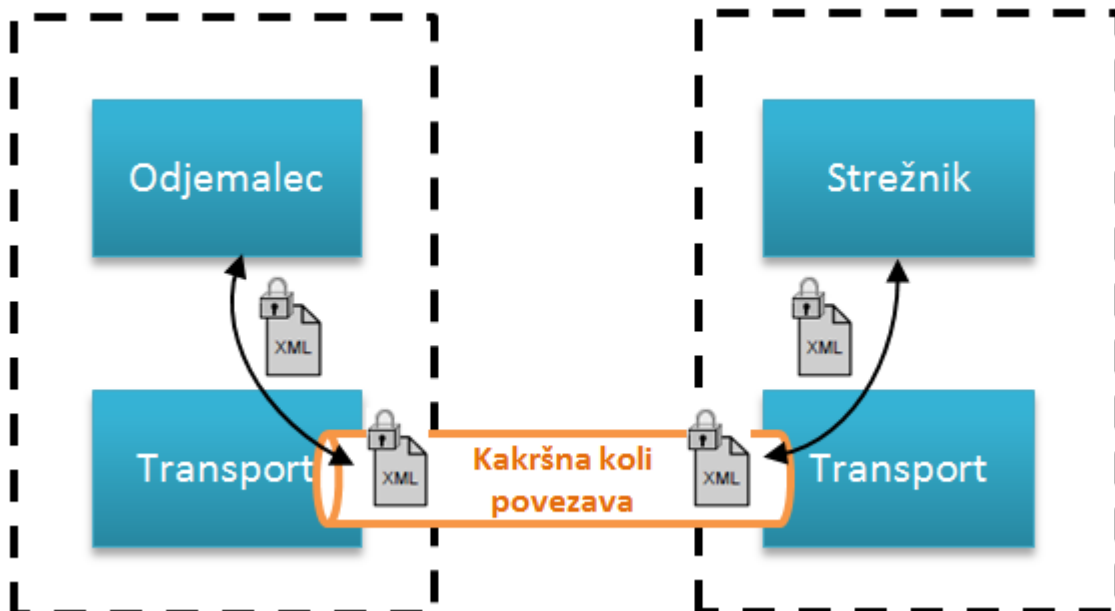 Odjemalec
Strežnik
XML
XML
Transport
XML
Kakršna koli
povezava
XML
Transport